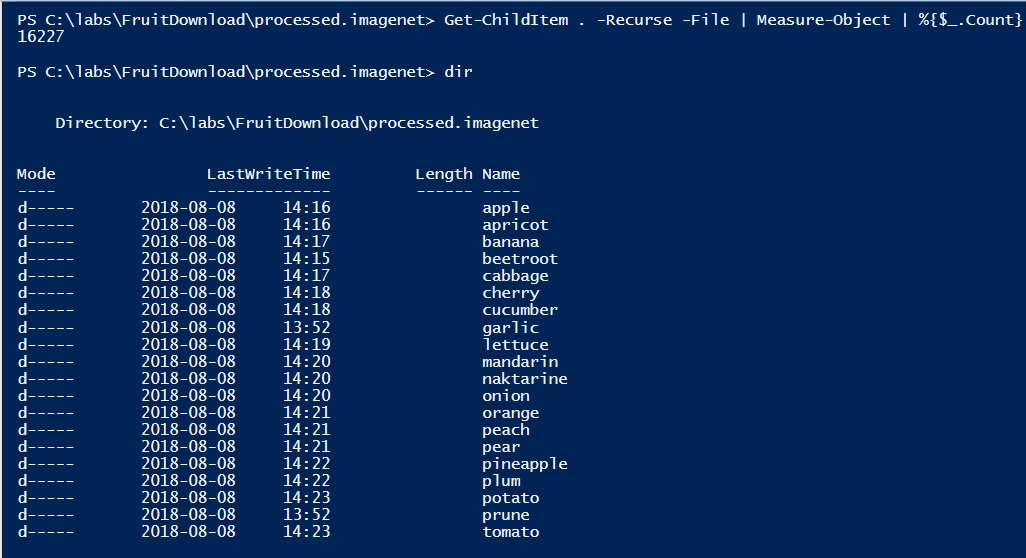 PS C:\labs\FruitDownload\processed.imagenet> Get-ChildItem . -Recurse -File | Measure-Object | %{$_.Count}
16227
PS C:\labs\FruitDownload\processed.imagenet> dir
Directory: C:\labs\FruitDownload\processed.imagenet
Mode LastWriteTime Length Name
---- ------------- ------ ----
d----- 2018-08-08 14:16 apple
d----- 2018-08-08 14:16 apricot
d----- 2018-08-08 14:17 banana
d----- 2018-08-08 14:15 beetroot
d----- 2018-08-08 14:17 cabbage
d----- 2018-08-08 14:18 cherry
d----- 2018-08-08 14:18 cucumber
d----- 2018-08-08 13:52 garlic
d----- 2018-08-08 14:19 lettuce
d----- 2018-08-08 14:20 mandarin
d----- 2018-08-08 14:20 naktarine
d----- 2018-08-08 14:20 onion
d----- 2018-08-08 14:21 orange
d----- 2018-08-08 14:21 peach
d----- 2018-08-08 14:21 pear
d----- 2018-08-08 14:22 pineapple
d----- 2018-08-08 14:22 plum
d----- 2018-08-08 14:23 potato
d----- 2018-08-08 13:52 prune
d----- 2018-08-08 14:23 tomato